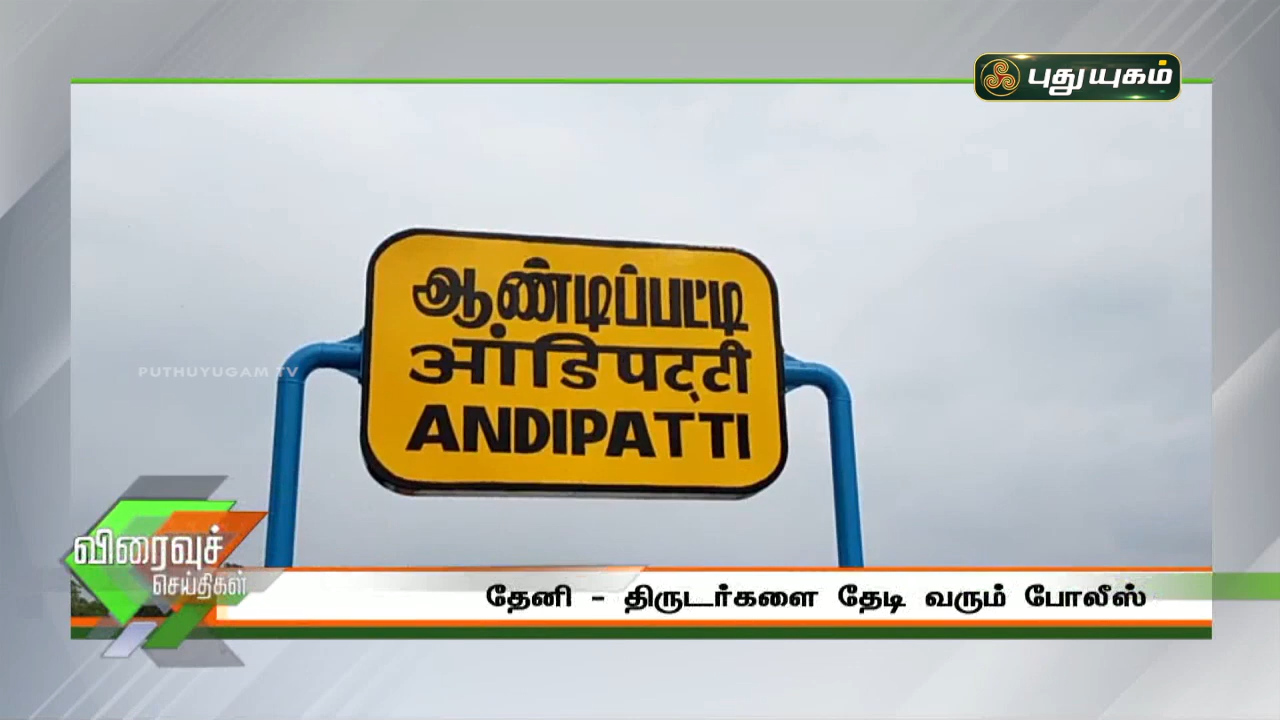 புதுயுகம்
ஆண்டிப்பட்டி
आंडिपट्टी
ANDIPATTI
PUTHUYUGAM TV
விரைவுச்
செய்திகள்
தேனி - திருடர்களை தேடி வரும் போலீஸ்